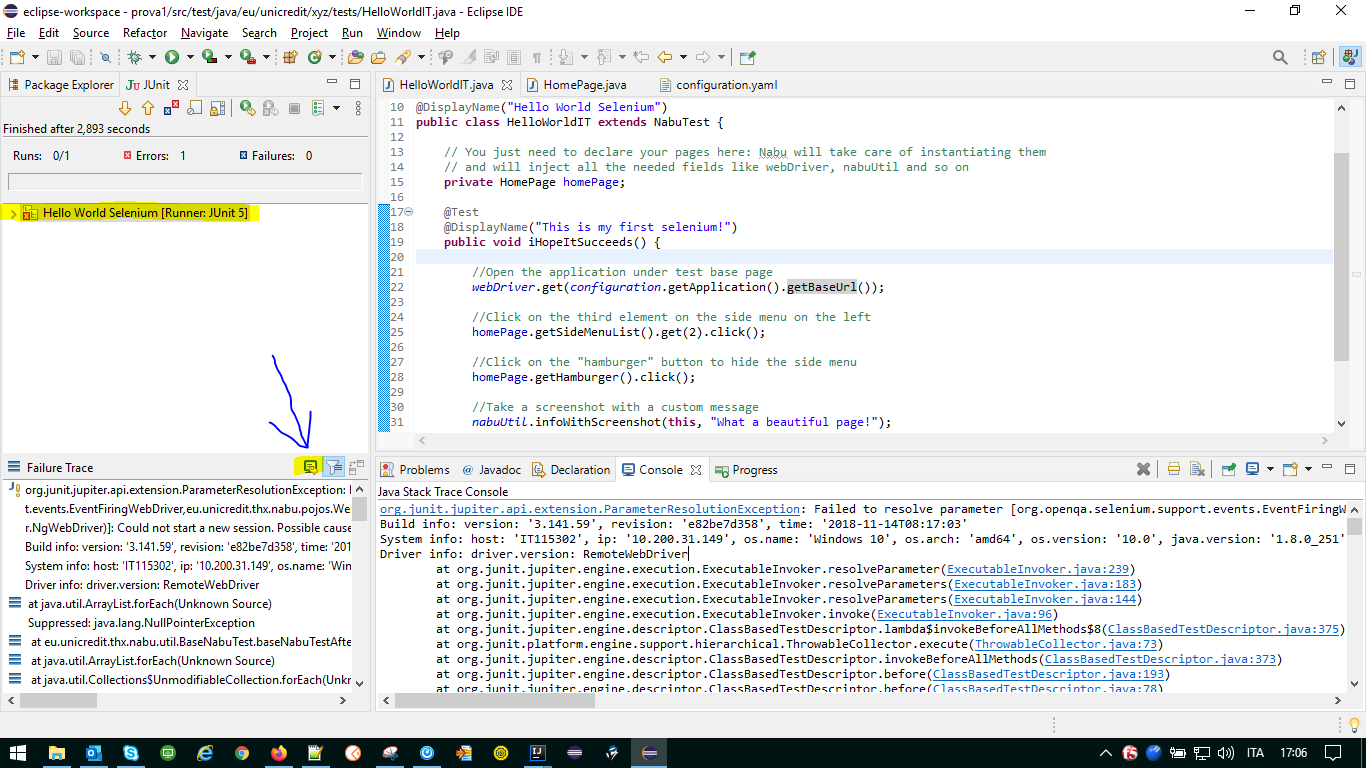 eclipse-workspace - prova1/src/test/java/eu/unicredit/xyz/tests/HelloWorldIT.java - Eclipse IDE
File Edit Source Refactor Navigate Search Project Run Window Help
Package Explorer JUnit
Finished after 2,893 seconds
Runs: 0/1 Errors: 1 Failures: 0
Hello World Selenium [Runner: JUnit 5]
HelloWorldIT.java HomePage.java configuration.yaml
10 @DisplayName("Hello World Selenium")
11 public class HelloWorldIT extends NabuTest {
12
13 // You just need to declare your pages here: Nabu will take care of instantiating them
14 // and will inject all the needed fields like webDriver, nabuUtil and so on
15 private HomePage homePage;
16
17 @Test
18 @DisplayName("This is my first selenium!")
19 public void iHopeItSucceeds() {
20
21 //Open the application under test base page
22 webDriver.get(configuration.getApplication().getBaseUrl());
23
24 //Click on the third element on the side menu on the left
25 homePage.getSideMenuList().get(2).click();
26
27 //Click on the "hamburger" button to hide the side menu
28 homePage.getHamburger().click();
29
30 //Take a screenshot with a custom message
31 nabuUtil.infoWithScreenshot(this, "What a beautiful page!");
Failure Trace
org.junit.jupiter.api.extension.ParameterResolutionException:
t.events.EventFiringWebDriver,eu.unicredit.thx.nabu.pojos.We
r.NgWebDriver)]: Could not start a new session. Possible cause
Build info: version: '3.141.59', revision: 'e82be7d358', time: '201
System info: host: 'IT115302', ip: '10.200.31.149', os.name: 'Win
Driver info: driver.version: RemoteWebDriver
at java.util.ArrayList.forEach(Unknown Source)
Suppressed: java.lang.NullPointerException
at eu.unicredit.thx.nabu.util.BaseNabuTest.baseNabuTestAfte
at java.util.ArrayList.forEach(Unknown Source)
at java.util.Collections$UnmodifiableCollection.forEach(Unkn
Problems Javadoc Declaration Console Progress
Java Stack Trace Console
org.junit.jupiter.api.extension.ParameterResolutionException: Failed to resolve parameter [org.openqa.selenium.support.events.EventFiringW
Build info: version: '3.141.59', revision: 'e82be7d358', time: '2018-11-14T08:17:03'
System info: host: 'IT115302', ip: '10.200.31.149', os.name: 'Windows 10', os.arch: 'amd64', os.version: '10.0', java.version: '1.8.0_251'
Driver info: driver.version: RemoteWebDriver
at org.junit.jupiter.engine.execution.ExecutableInvoker.resolveParameter(ExecutableInvoker.java:239)
at org.junit.jupiter.engine.execution.ExecutableInvoker.resolveParameters(ExecutableInvoker.java:183)
at org.junit.jupiter.engine.execution.ExecutableInvoker.resolveParameters(ExecutableInvoker.java:144)
at org.junit.jupiter.engine.execution.ExecutableInvoker.invoke(ExecutableInvoker.java:96)
at org.junit.jupiter.engine.descriptor.ClassBasedTestDescriptor.lambda$invokeBeforeAllMethods$8(ClassBasedTestDescriptor.java:375)
at org.junit.platform.engine.support.hierarchical.ThrowableCollector.execute(ThrowableCollector.java:73)
at org.junit.jupiter.engine.descriptor.ClassBasedTestDescriptor.invokeBeforeAllMethods(ClassBasedTestDescriptor.java:373)
at org.junit.jupiter.engine.descriptor.ClassBasedTestDescriptor.before(ClassBasedTestDescriptor.java:193)
at org.junit.jupiter.engine.descriptor.ClassBasedTestDescriptor.before(ClassBasedTestDescriptor.java:78)
ITA 17:06